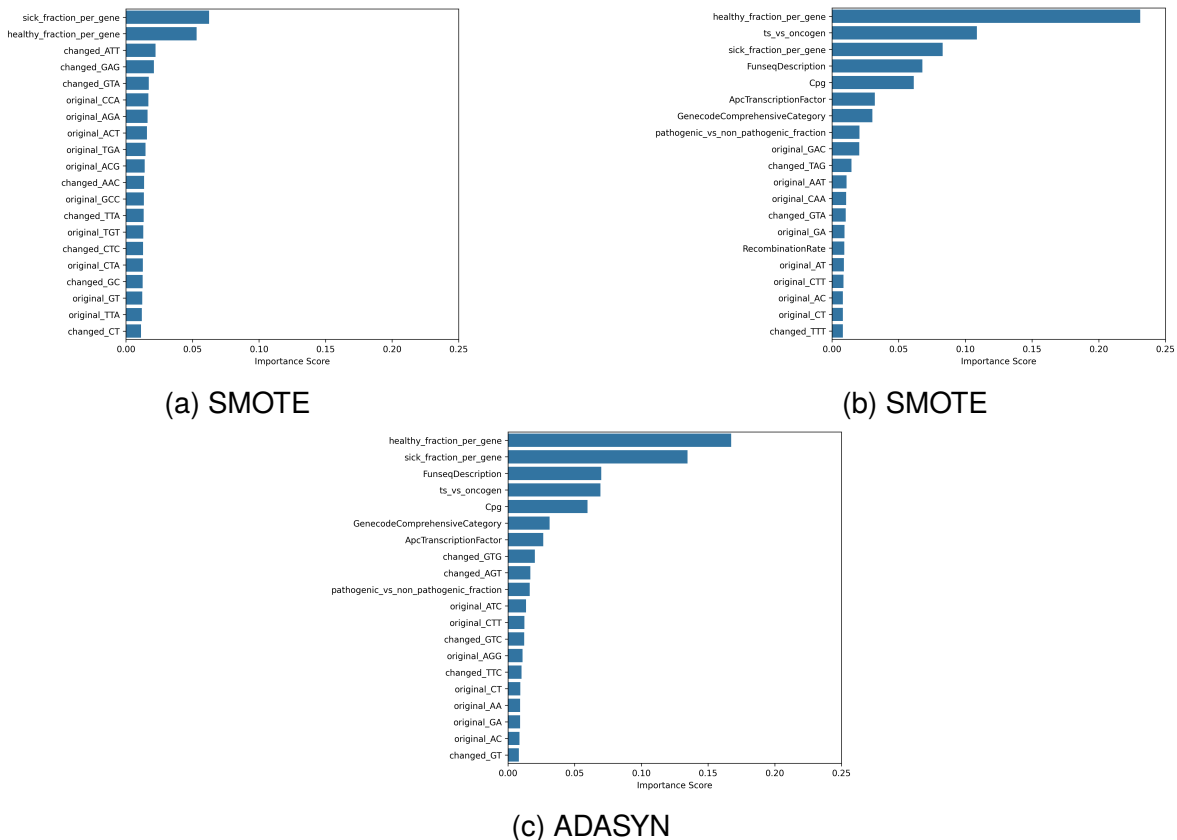 sick_fraction_per_gene
healthy_fraction_per_gene
changed_ATT
changed_GAG
changed_GTA
original_CCA
original_AGA
original_ACT
original_TGA
original_ACG
changed_AAC
original_GCC
changed_TTA
original_TGT
changed_CTC
original_CTA
changed_GC
original_GT
original_TTA
changed_CT
0.00 0.05 0.10 0.15 0.20 0.25
Importance Score
(a) SMOTE
healthy_fraction_per_gene
ts_vs_oncogen
sick_fraction_per_gene
FunseqDescription
Cpg
ApcTranscriptionFactor
GenecodeComprehensiveCategory
pathogenic_vs_non_pathogenic_fraction
original_GAC
changed_TAG
original_AAT
original_CAA
changed_GTA
original_GA
RecombinationRate
original_AT
original_CTT
original_AC
original_CT
changed_TTT
0.00 0.05 0.10 0.15 0.20 0.25
Importance Score
(b) SMOTE
healthy_fraction_per_gene
sick_fraction_per_gene
FunseqDescription
ts_vs_oncogen
Cpg
GenecodeComprehensiveCategory
ApcTranscriptionFactor
changed_GTG
changed_AGT
pathogenic_vs_non_pathogenic_fraction
original_ATC
original_CTT
changed_GTC
original_AGG
changed_TTC
original_CT
original_AA
original_GA
original_AC
changed_GT
0.00 0.05 0.10 0.15 0.20 0.25
Importance Score
(c) ADASYN